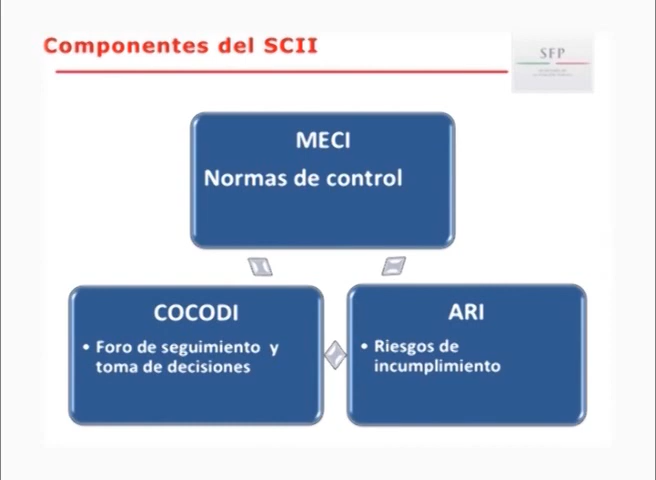 Componentes del SCII
SFP
MECI
Normas de control
COCODI
• Foro de seguimiento y
toma de decisiones
ARI
• Riesgos de
incumplimiento